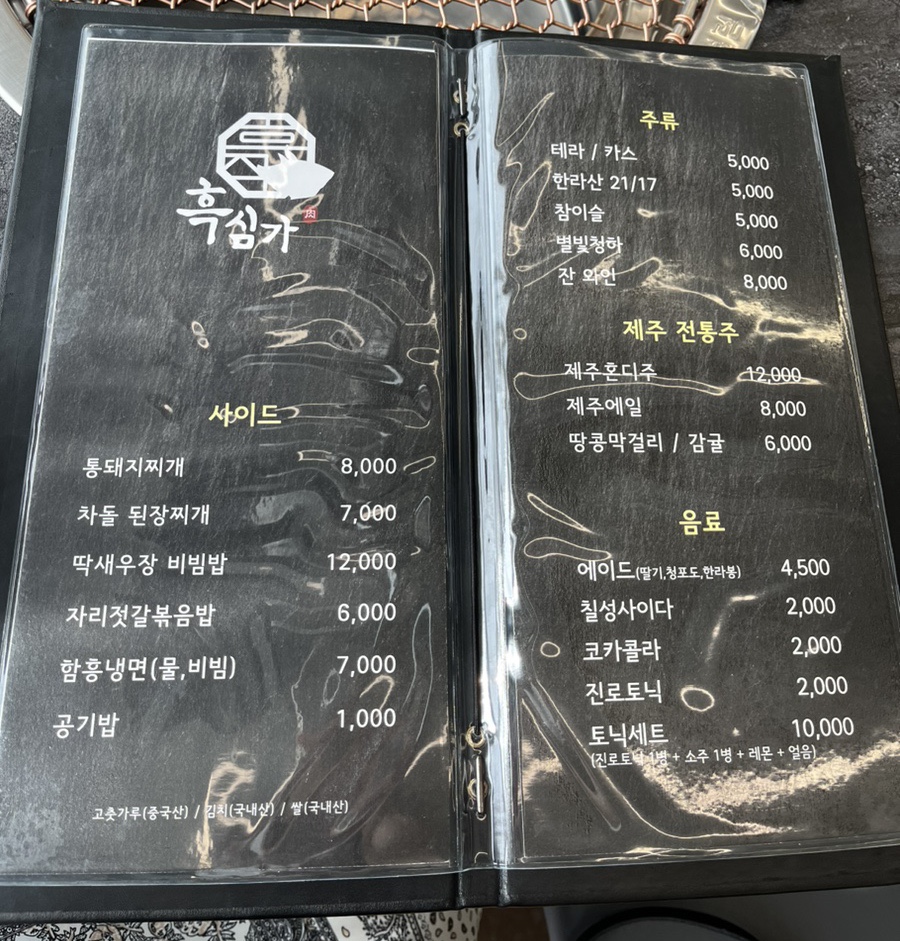 흑심가
肉
사이드
통돼지찌개 8,000
차돌 된장찌개 7,000
딱새우장 비빔밥 12,000
자리젓갈볶음밥 6,000
함흥냉면(물,비빔) 7,000
공기밥 1,000
고춧가루(중국산) / 김치(국내산) / 쌀(국내산)
주류
테라 / 카스 5,000
한라산 21/17 5,000
참이슬 5,000
별빛청하 6,000
잔 와인 8,000
제주 전통주
제주혼디주 12,000
제주에일 8,000
땅콩막걸리 / 감귤 6,000
음료
에이드(딸기,청포도,한라봉) 4,500
칠성사이다 2,000
코카콜라 2,000
진로토닉 2,000
토닉세트 10,000
(진로토닉 1병 + 소주 1병 + 레몬 + 얼음)